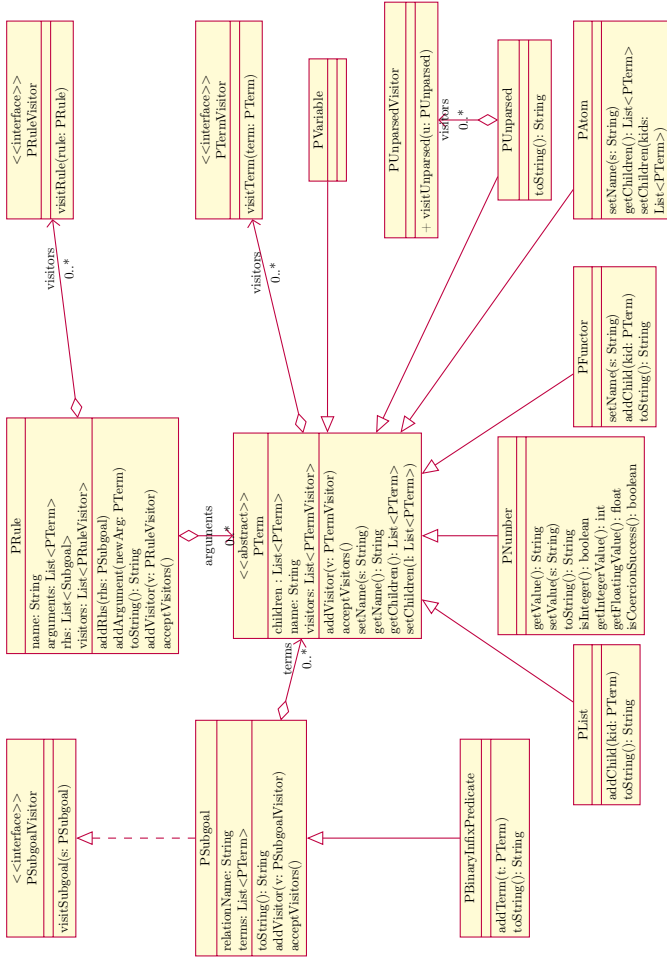 <<interface>>
PSubgoalVisitor
visitSubgoal(s: PSubgoal)
PRule
name: String
arguments: List<PTerm>
rhs: List<Subgoal>
visitors: List<PRuleVisitor>
addRhs(rhs: PSubgoal)
addArgument(newArg: PTerm)
toString(): String
addVisitor(v: PRuleVisitor)
acceptVisitors()
visitors
0..*
<<interface>>
PRuleVisitor
visitRule(rule: PRule)
arguments
0..*
PSubgoal
relationName: String
terms: List<PTerm>
toString(): String
addVisitor(v: PSubgoalVisitor)
acceptVisitors()
terms
0..*
<<abstract>>
PTerm
children : List<PTerm>
name: String
visitors: List<PTermVisitor>
addVisitor(v: PTermVisitor)
acceptVisitors()
setName(s: String)
getName(): String
getChildren(): List<PTerm>
setChild(l: List<PTerm>)
visitors
0..*
<<interface>>
PTermVisitor
visitTerm(term: PTerm)
PVariable
PUnparsedVisitor
+ visitUnparsed(u: PUnparsed)
visitors
0..*
PUnparsed
toString(): String
PBinaryInfixPredicate
addTerm(t: PTerm)
toString(): String
PList
addChild(kid: PTerm)
toString(): String
PNumber
getValue(): String
setValue(s: String)
toString(): String
isInteger(): boolean
getIntegerValue(): int
getFloatingValue(): float
isCoercionSuccess(): boolean
PFunctor
setName(s: String)
addChild(kid: PTerm)
toString(): String
PAtom
setName(s: String)
getChildren(): List<PTerm>
setChildren(kids:
List<PTerm>)